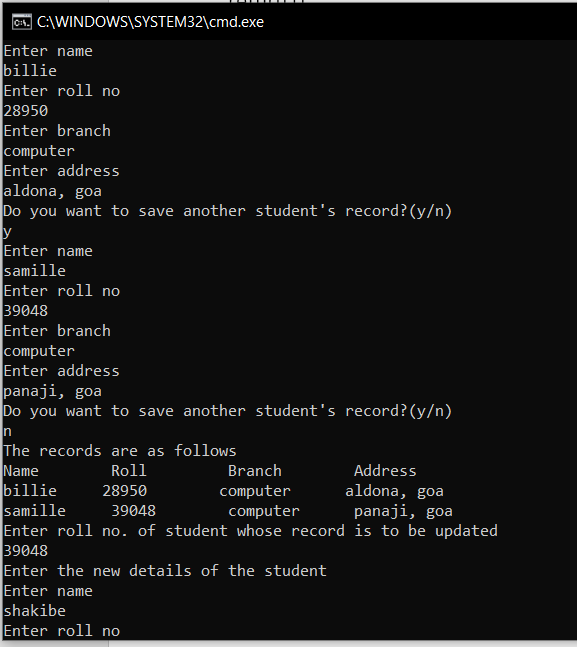 C:\WINDOWS\SYSTEM32\cmd.exe
Enter name
billie
Enter roll no
28950
Enter branch
computer
Enter address
aldona, goa
Do you want to save another student's record?(y/n)
y
Enter name
samille
Enter roll no
39048
Enter branch
computer
Enter address
panaji, goa
Do you want to save another student's record?(y/n)
n
The records are as follows
Name        Roll         Branch        Address
billie     28950        computer      aldona, goa
samille     39048        computer      panaji, goa
Enter roll no. of student whose record is to be updated
39048
Enter the new details of the student
Enter name
shakibe
Enter roll no